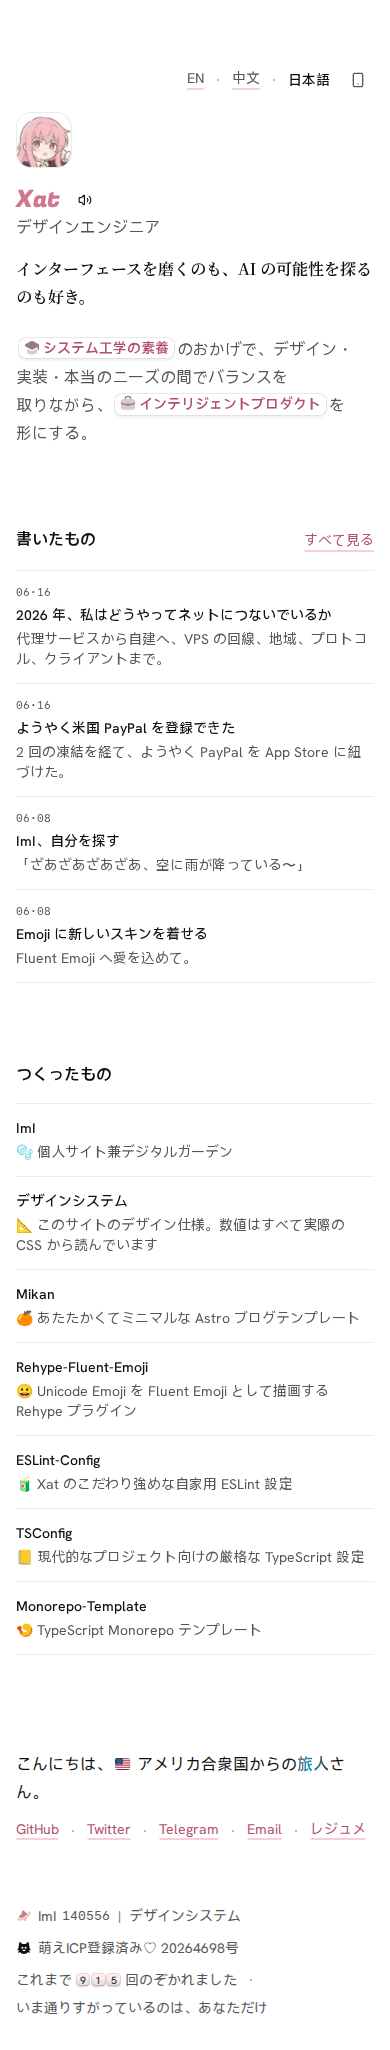 EN · 中文 · 日本語
Xat
デザインエンジニア
インターフェースを磨くのも、AI の可能性を探る
のも好き。
🎓 システム工学の素養 のおかげで、デザイン・
実装・本当のニーズの間でバランスを
取りながら、💼 インテリジェントプロダクト を
形にする。
書いたもの すべて見る
06·16
2026 年、私はどうやってネットにつないでいるか
代理サービスから自建へ、VPS の回線、地域、プロトコ
ル、クライアントまで。
06·16
ようやく米国 PayPal を登録できた
2 回の凍結を経て、ようやく PayPal を App Store に紐
づけた。
06·08
ImI、自分を探す
「ざあざあざあざあ、空に雨が降っている〜」
06·08
Emoji に新しいスキンを着せる
Fluent Emoji へ愛を込めて。
つくったもの
ImI
🫧 個人サイト兼デジタルガーデン
デザインシステム
📐 このサイトのデザイン仕様。数値はすべて実際の
CSS から読んでいます
Mikan
🍊 あたたかくてミニマルな Astro ブログテンプレート
Rehype-Fluent-Emoji
😀 Unicode Emoji を Fluent Emoji として描画する
Rehype プラグイン
ESLint-Config
🧃 Xat のこだわり強めな自家用 ESLint 設定
TSConfig
📒 現代的なプロジェクト向けの厳格な TypeScript 設定
Monorepo-Template
🍤 TypeScript Monorepo テンプレート
こんにちは、🇺🇸 アメリカ合衆国からの旅人さ
ん。
GitHub · Twitter · Telegram · Email · レジュメ
ImI 140556 | デザインシステム
萌えICP登録済み♡ 20264698号
これまで 915 回のぞかれました ·
いま通りすがっているのは、あなただけ